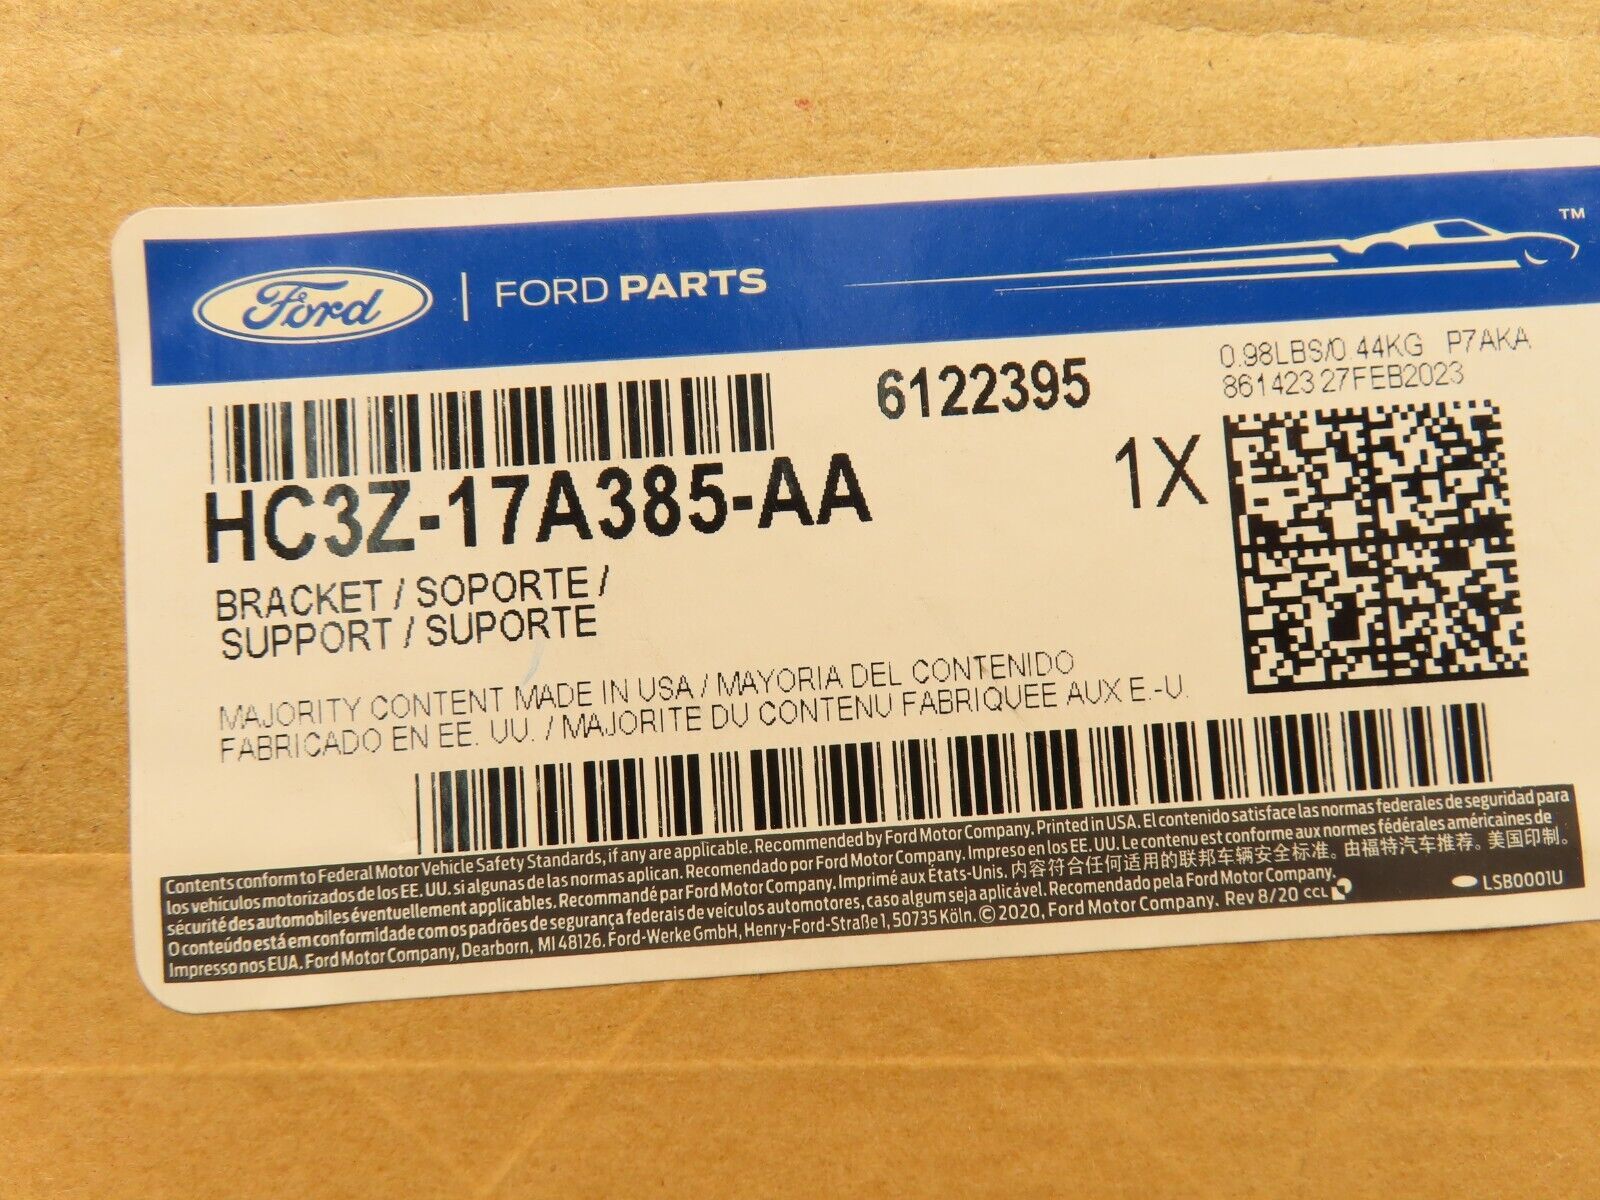 Ford | FORD PARTS
TM
6122395
0.98LBS/0.44KG P7AKA
861423 27FEB2023
HC3Z-17A385-AA
1X
BRACKET / SOPORTE /
SUPPORT / SUPORTE
MAJORITY CONTENT MADE IN USA / MAYORIA DEL CONTENIDO
FABRICADO EN EE. UU. / MAJORITE DU CONTENU FABRIQUEE AUX E.-U.
Contents conform to Federal Motor Vehicle Safety Standards, if any are applicable. Recommended by Ford Motor Company. Printed in USA. El contenido satisface las normas federales de seguridad para
los vehículos motorizados de los EE. UU. si algunas de las normas aplican. Recomendado por Ford Motor Company. Impreso en los EE. UU. Le contenu est conforme aux normes fédérales américaines de
sécurité des automobiles éventuellement applicables. Recommandé par Ford Motor Company. Imprimé aux États-Unis. 内容符合任何适用的联邦车辆安全标准。由福特汽车推荐。美国印制。
O conteúdo está em conformidade com os padrões de segurança federais de veículos automotores, caso algum seja aplicável. Recomendado pela Ford Motor Company.
Impresso nos EUA. Ford Motor Company, Dearborn, MI 48126. Ford-Werke GmbH, Henry-Ford-Straße 1, 50735 Köln. © 2020, Ford Motor Company. Rev 8/20 CCL
LSB0001U